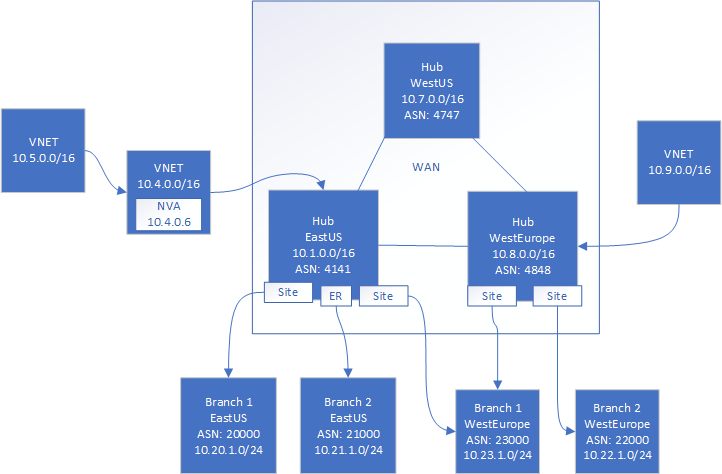 Hub
WestUS
10.7.0.0/16
ASN: 4747
VNET
10.5.0.0/16
VNET
10.4.0.0/16
NVA
10.4.0.6
WAN
VNET
10.9.0.0/16
Hub
EastUS
10.1.0.0/16
ASN: 4141
Hub
WestEurope
10.8.0.0/16
ASN: 4848
Site
ER
Site
Site
Site
Branch 1
EastUS
ASN: 20000
10.20.1.0/24
Branch 2
EastUS
ASN: 21000
10.21.1.0/24
Branch 1
WestEurope
ASN: 23000
10.23.1.0/24
Branch 2
WestEurope
ASN: 22000
10.22.1.0/24